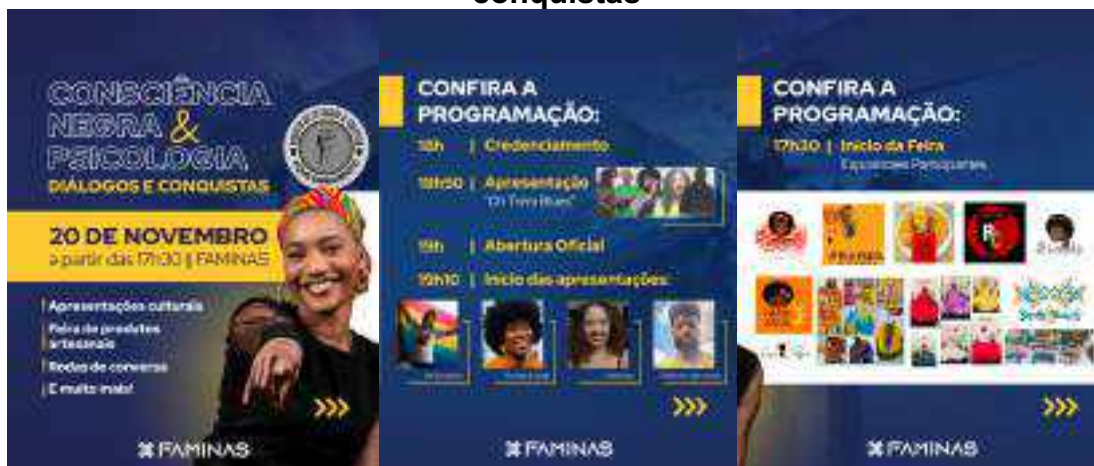 conquistas
CONSCIÊNCIA
NEGRA &
PSICOLOGIA
DIÁLOGOS E CONQUISTAS
20 DE NOVEMBRO
a partir das 17h30 || FAMINAS
Apresentações culturais
Feira de produtos
artesanais
Rodas de conversa
E muito mais!
FAMINAS
CONFIRA A
PROGRAMAÇÃO:
18h | Credenciamento
18h50 | Apresentação
19h | Abertura Oficial
19h10 | Início das apresentações:
FAMINAS
CONFIRA A
PROGRAMAÇÃO:
17h30 | Início da Feira
Expositores Participantes
FAMINAS